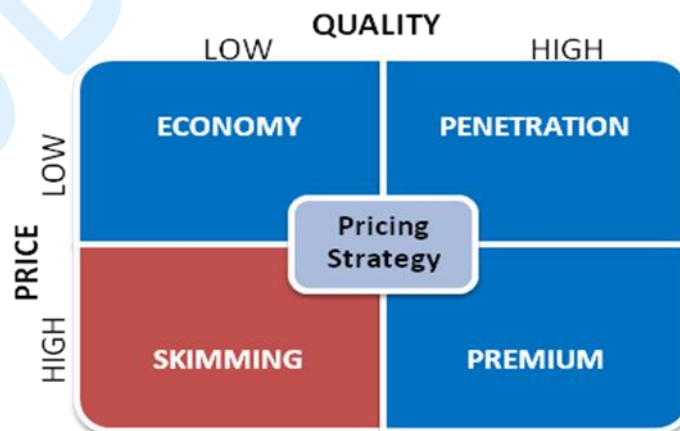 QUALITY
LOW HIGH
ECONOMY PENETRATION
LOW
Pricing
Strategy
PRICE
HIGH
SKIMMING PREMIUM